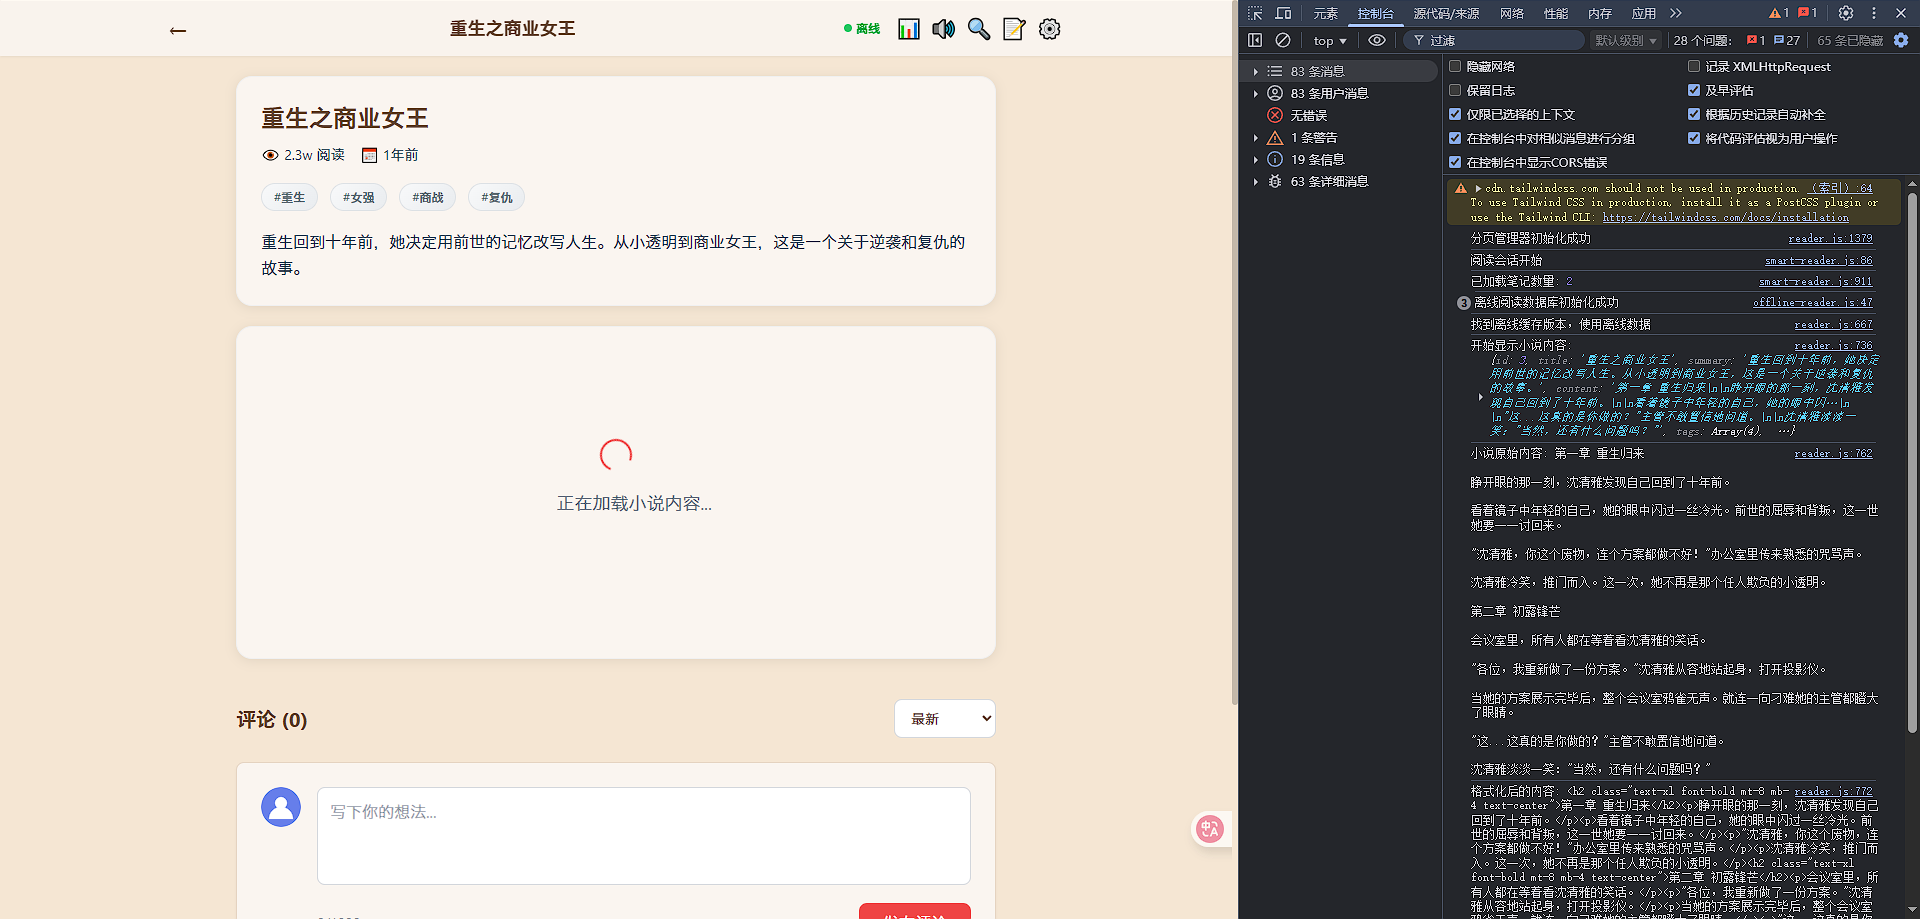 ←
重生之商业女王
离线
重生之商业女王
2.3w 阅读 1年前
#重生 #女强 #商战 #复仇
重生回到十年前，她决定用前世的记忆改写人生。从小透明到商业女王，这是一个关于逆袭和复仇的
故事。
正在加载小说内容...
评论 (0)
最新
写下你的想法...
元素 控制台 源代码/来源 网络 性能 内存 应用 1 1
top 过滤 默认级别 28 个问题: 1 27 65 条已隐藏
83 条消息
83 条用户消息
无错误
1 条警告
19 条信息
63 条详细消息
隐藏网络 记录 XMLHttpRequest
保留日志 及早评估
仅限已选择的上下文 根据历史记录自动补全
在控制台中对相似消息进行分组 将代码评估视为用户操作
在控制台中显示CORS错误
cdn.tailwindcss.com should not be used in production. (索引):64
To use Tailwind CSS in production, install it as a PostCSS plugin or
use the Tailwind CLI: https://tailwindcss.com/docs/installation
分页管理器初始化成功 reader.js:1379
阅读会话开始 smart-reader.js:86
已加载笔记数量: 2 smart-reader.js:911
3 离线阅读数据库初始化成功 offline-reader.js:47
找到离线缓存版本，使用离线数据 reader.js:667
开始显示小说内容: reader.js:736
{id: 3, title: '重生之商业女王', summary: '重生回到十年前，她决定
用前世的记忆改写人生。从小透明到商业女王，这是一个关于逆袭和复仇
的故事。', content: '第一章 重生归来\n\n睁开眼的那一刻，沈清雅发
现自己回到了十年前。\n\n看着镜子中年轻的自己，她的眼中闪…\n
\n"这...这真的是你做的？"主管不敢置信地问道。\n\n沈清雅淡淡一
笑："当然，还有什么问题吗？"', tags: Array(4), …}
小说原始内容: 第一章 重生归来 reader.js:762
睁开眼的那一刻，沈清雅发现自己回到了十年前。
看着镜子中年轻的自己，她的眼中闪过一丝冷光。前世的屈辱和背叛，这一世
她要一一讨回来。
"沈清雅，你这个废物，连个方案都做不好！"办公室里传来熟悉的咒骂声。
沈清雅冷笑，推门而入。这一次，她不再是那个任人欺负的小透明。
第二章 初露锋芒
会议室里，所有人都在等着看沈清雅的笑话。
"各位，我重新做了一份方案。"沈清雅从容地站起身，打开投影仪。
当她的方案展示完毕后，整个会议室鸦雀无声。就连一向刁难她的主管都瞪大
了眼睛。
"这...这真的是你做的？"主管不敢置信地问道。
沈清雅淡淡一笑："当然，还有什么问题吗？"
格式化后的内容: <h2 class="text-xl font-bold mt-8 mb- reader.js:772
4 text-center">第一章 重生归来</h2><p>睁开眼的那一刻，沈清雅发现自己
回到了十年前。</p><p>看着镜子中年轻的自己，她的眼中闪过一丝冷光。前
世的屈辱和背叛，这一世她要一一讨回来。</p><p>"沈清雅，你这个废物，连
个方案都做不好！"办公室里传来熟悉的咒骂声。</p><p>沈清雅冷笑，推门而
入。这一次，她不再是那个任人欺负的小透明。</p><h2 class="text-xl
font-bold mt-8 mb-4 text-center">第二章 初露锋芒</h2><p>会议室里，所
有人都在等着看沈清雅的笑话。</p><p>"各位，我重新做了一份方案。"沈清
雅从容地站起身，打开投影仪。</p><p>当她的方案展示完毕后，整个会议室